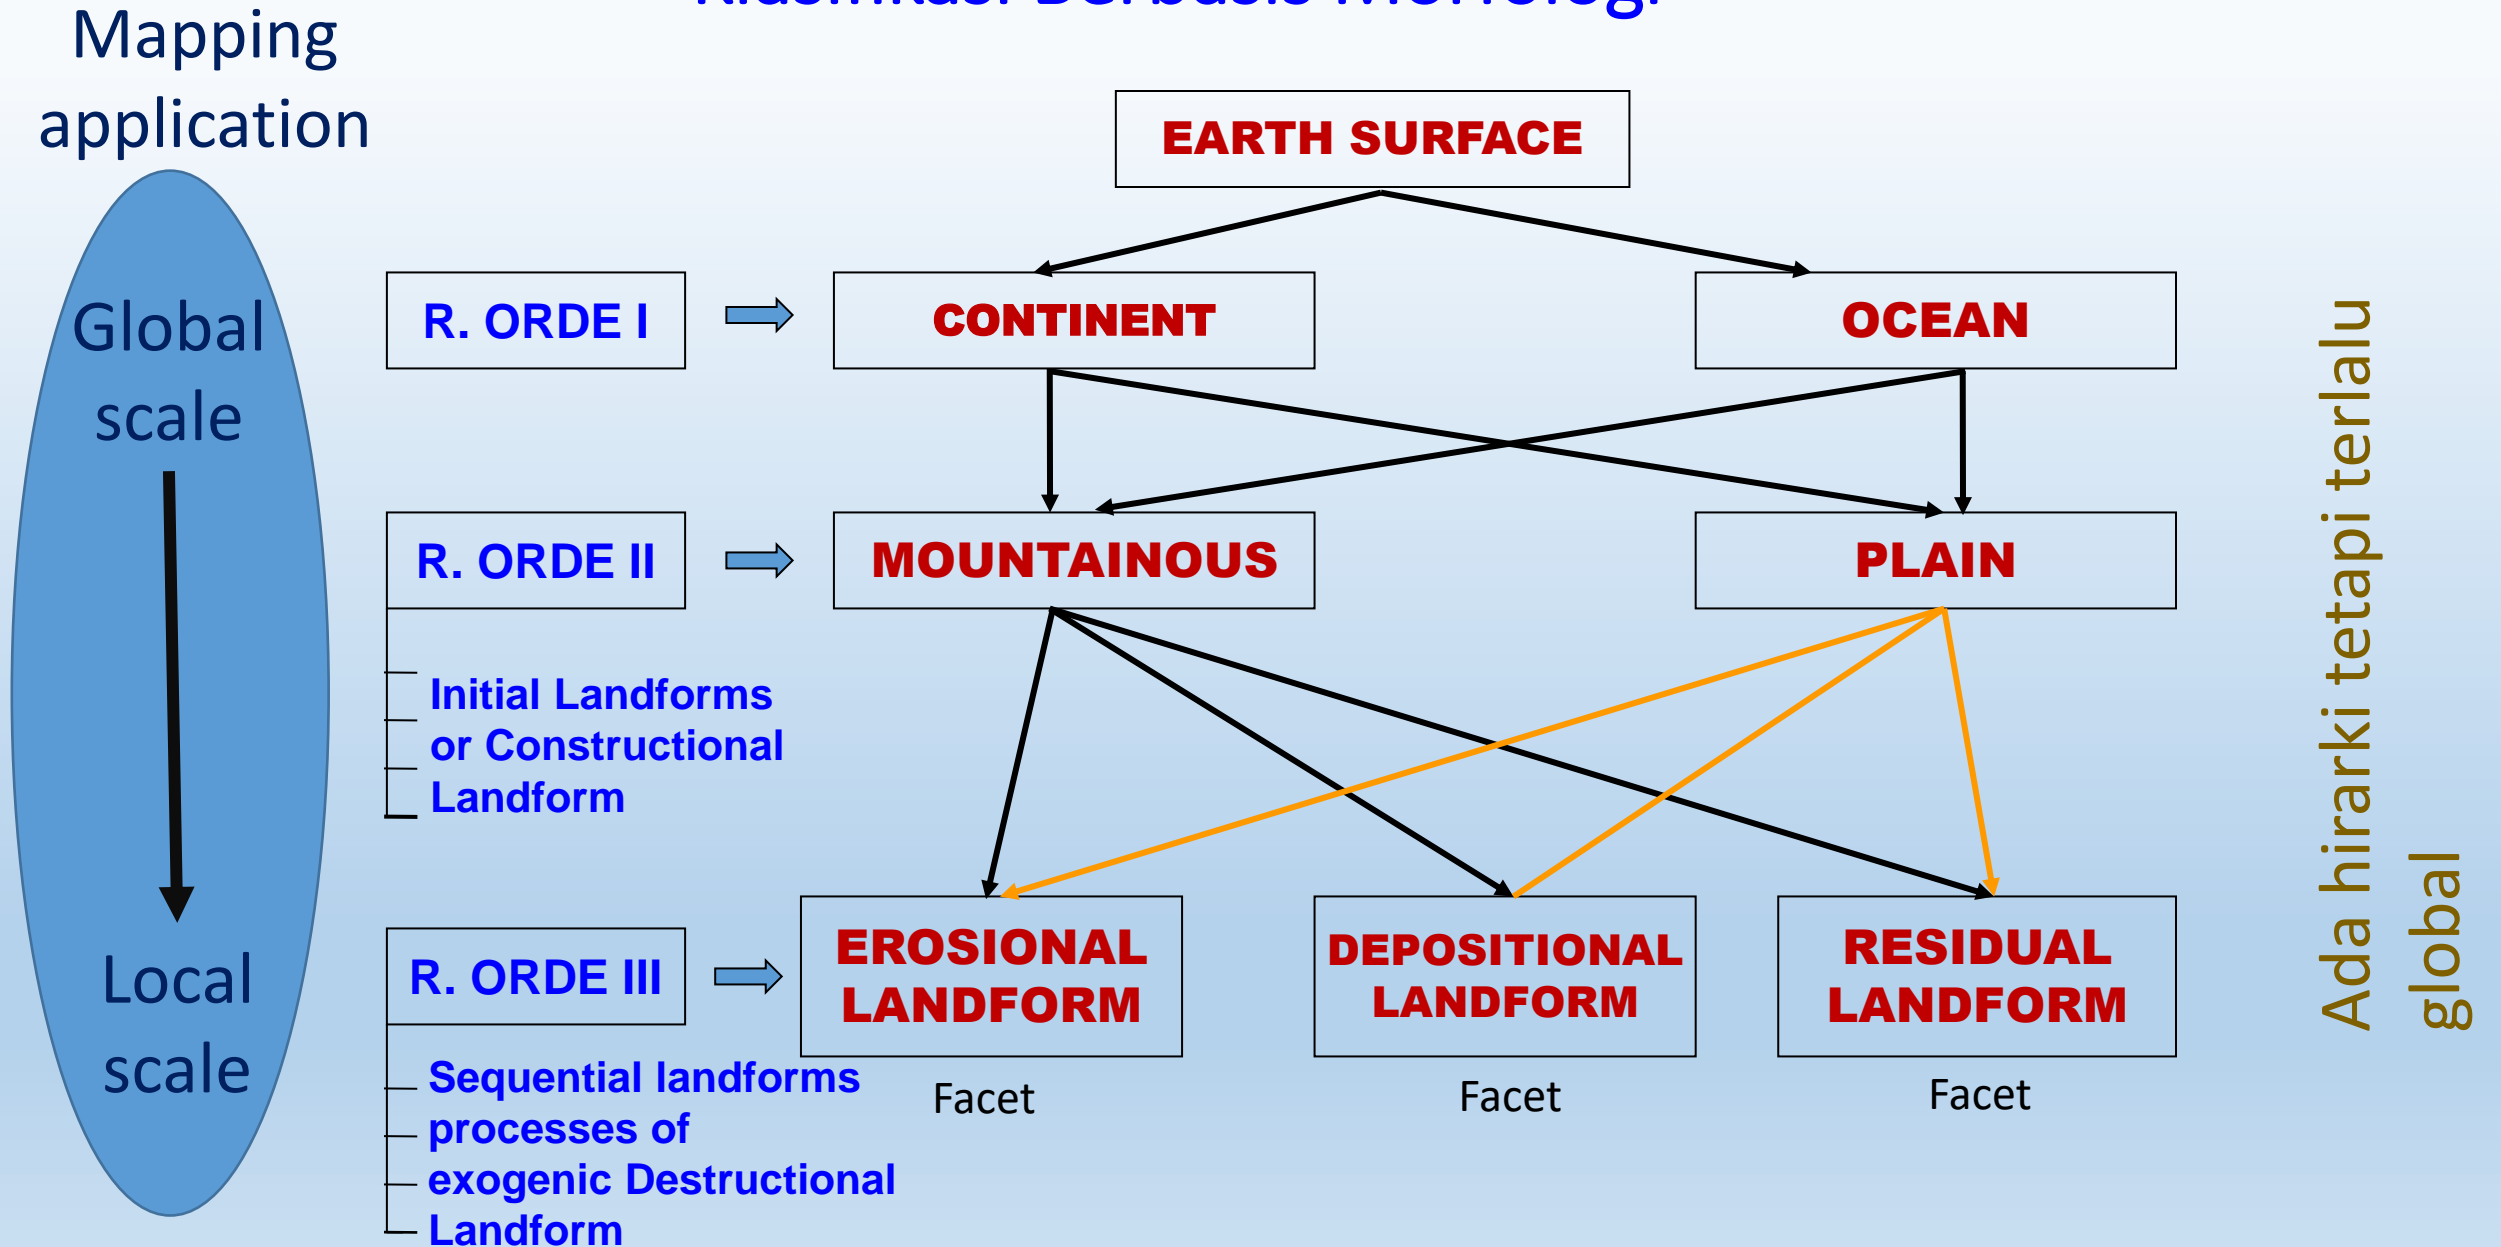 Mapping
application
Global
scale
Local
scale
EARTH SURFACE
R. ORDE I
CONTINENT
OCEAN
R. ORDE II
MOUNTAINOUS
PLAIN
Initial Landforms
or Constructional
Landform
R. ORDE III
EROSIONAL
LANDFORM
DEPOSITIONAL
LANDFORM
RESIDUAL
LANDFORM
Facet
Facet
Facet
Sequential landforms
processes of
exogenic Destructional
Landform
Ada hirarki tetapi terlalu
global